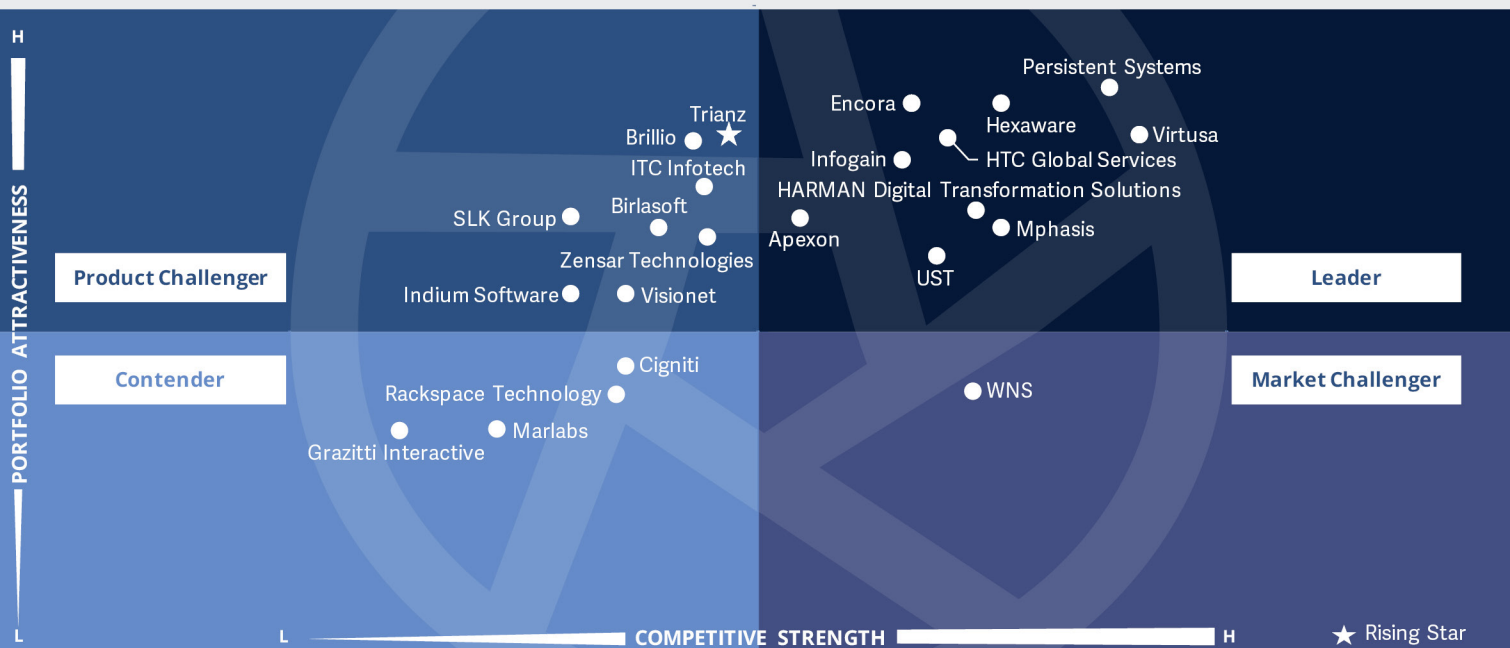 H
Persistent Systems
Encora
Hexaware
Trianz
Brillio
Virtusa
Infogain
HTC Global Services
ITC Infotech
HARMAN Digital Transformation Solutions
Birlasoft
SLK Group
Apexon
Mphasis
Zensar Technologies
UST
Product Challenger
Leader
Indium Software
Visionet
PORTFOLIO ATTRACTIVENESS
Contender
Cigniti
Market Challenger
Rackspace Technology
WNS
Marlabs
Grazitti Interactive
L
L
COMPETITIVE STRENGTH
H
Rising Star